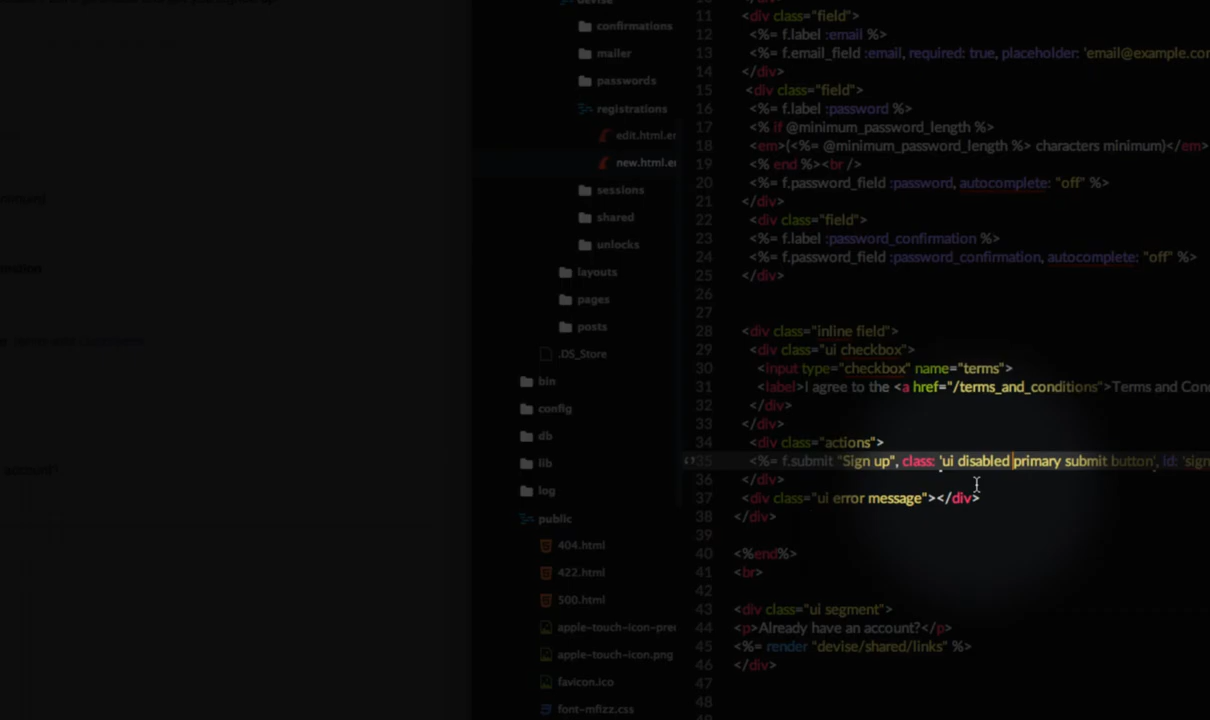 devise
confirmations
mailer
passwords
registrations
edit.html.er
new.html.er
sessions
shared
unlocks
layouts
pages
posts
.DS_Store
bin
config
db
lib
log
public
404.html
422.html
500.html
apple-touch-icon-prec
apple-touch-icon.png
favicon.ico
font-mfizz.css
account?
11 <div class="field">
12 <%= f.label :email %>
13 <%= f.email_field :email, required: true, placeholder: 'email@example.com
14 </div>
15 <div class="field">
16 <%= f.label :password %>
17 <% if @minimum_password_length %>
18 <em>(<%= @minimum_password_length %> characters minimum)</em>
19 <% end %><br />
20 <%= f.password_field :password, autocomplete: "off" %>
21 </div>
22 <div class="field">
23 <%= f.label :password_confirmation %>
24 <%= f.password_field :password_confirmation, autocomplete: "off" %>
25 </div>
26
27
28 <div class="inline field">
29 <div class="ui checkbox">
30 <input type="checkbox" name="terms">
31 <label>I agree to the <a href="/terms_and_conditions">Terms and Con
32 </div>
33 </div>
34 <div class="actions">
35 <%= f.submit "Sign up", class: 'ui disabled primary submit button', id: 'sign
36 </div>
37 <div class="ui error message"></div>
38 </div>
39
40 <%end%>
41 <br>
42
43 <div class="ui segment">
44 <p>Already have an account?</p>
45 <%= render "devise/shared/links" %>
46 </div>
47
48